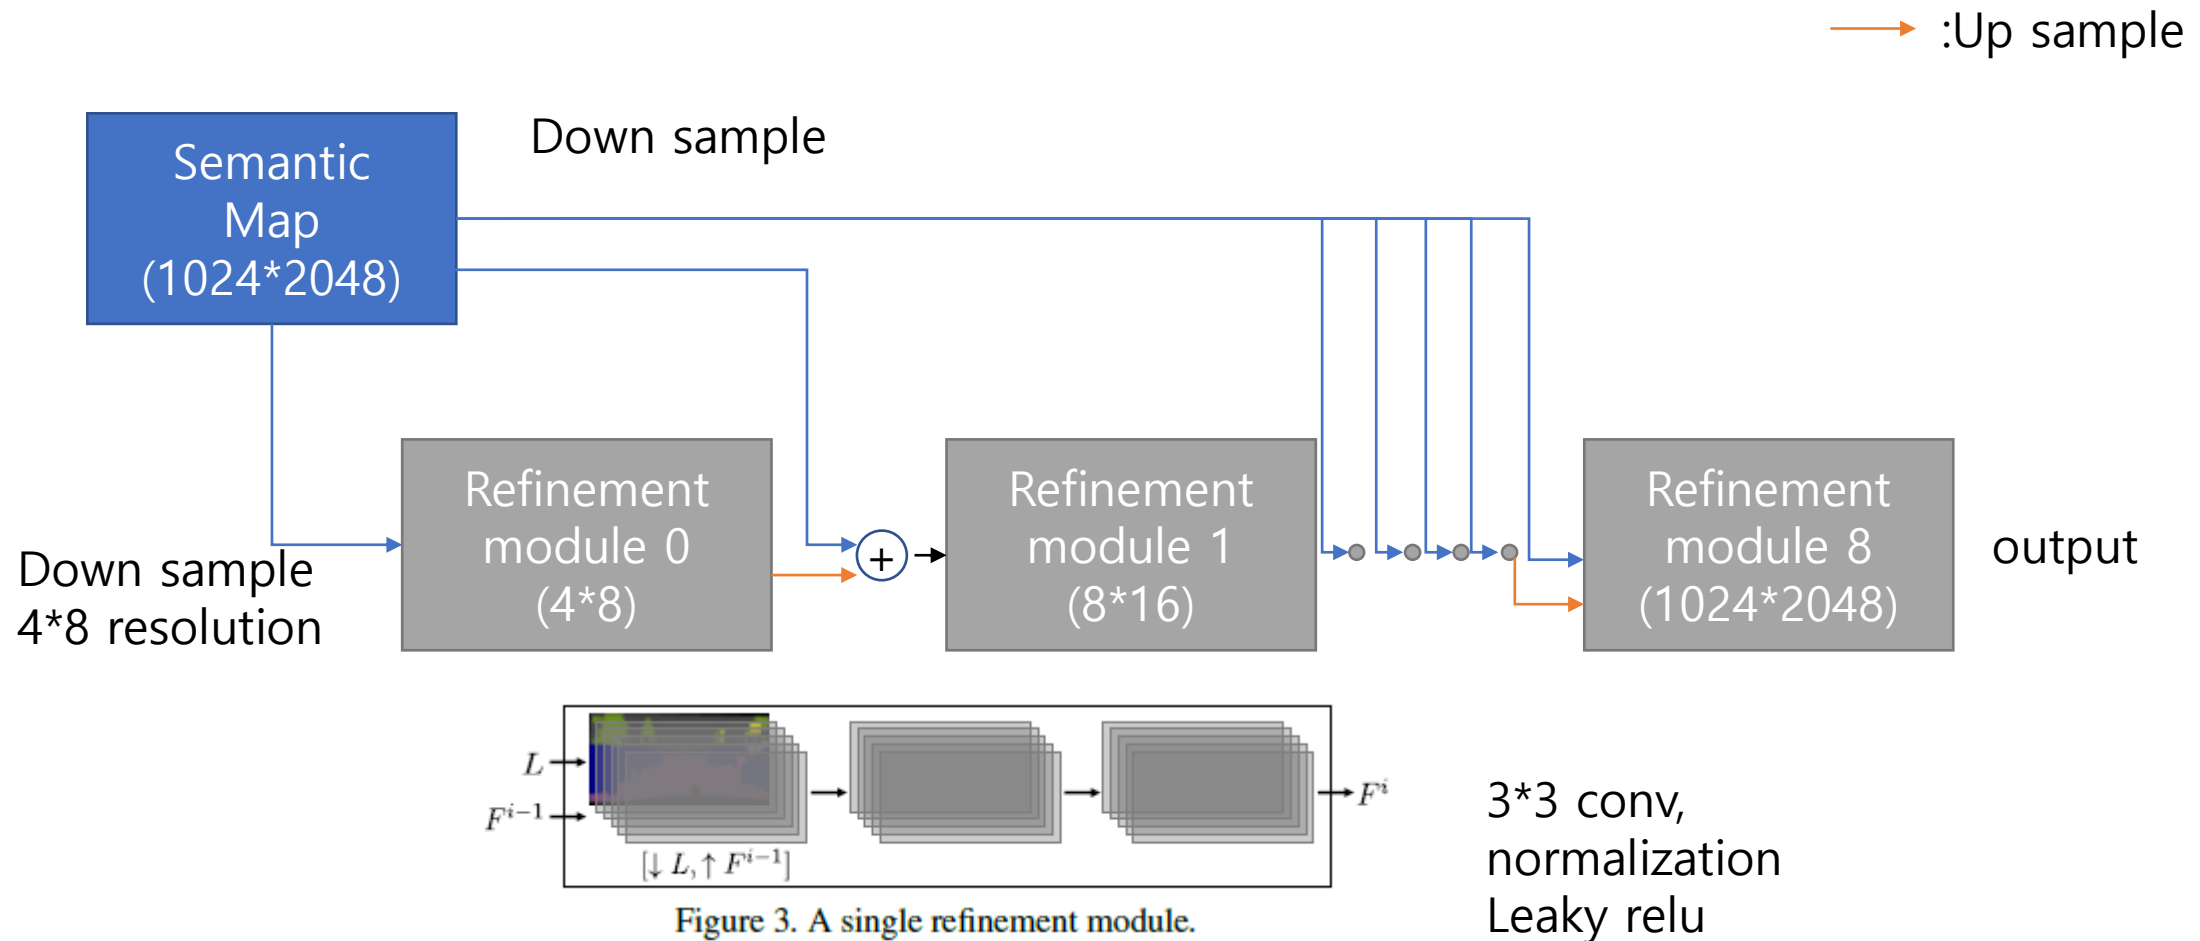 :Up sample
Down sample
Semantic
Map
(1024*2048)
Refinement
module 0
(4*8)
+
Refinement
module 1
(8*16)
Refinement
module 8
(1024*2048)
output
Down sample
4*8 resolution
L
F^{i-1}
[↓ L, ↑ F^{i-1}]
F^i
Figure 3. A single refinement module.
3*3 conv,
normalization
Leaky relu